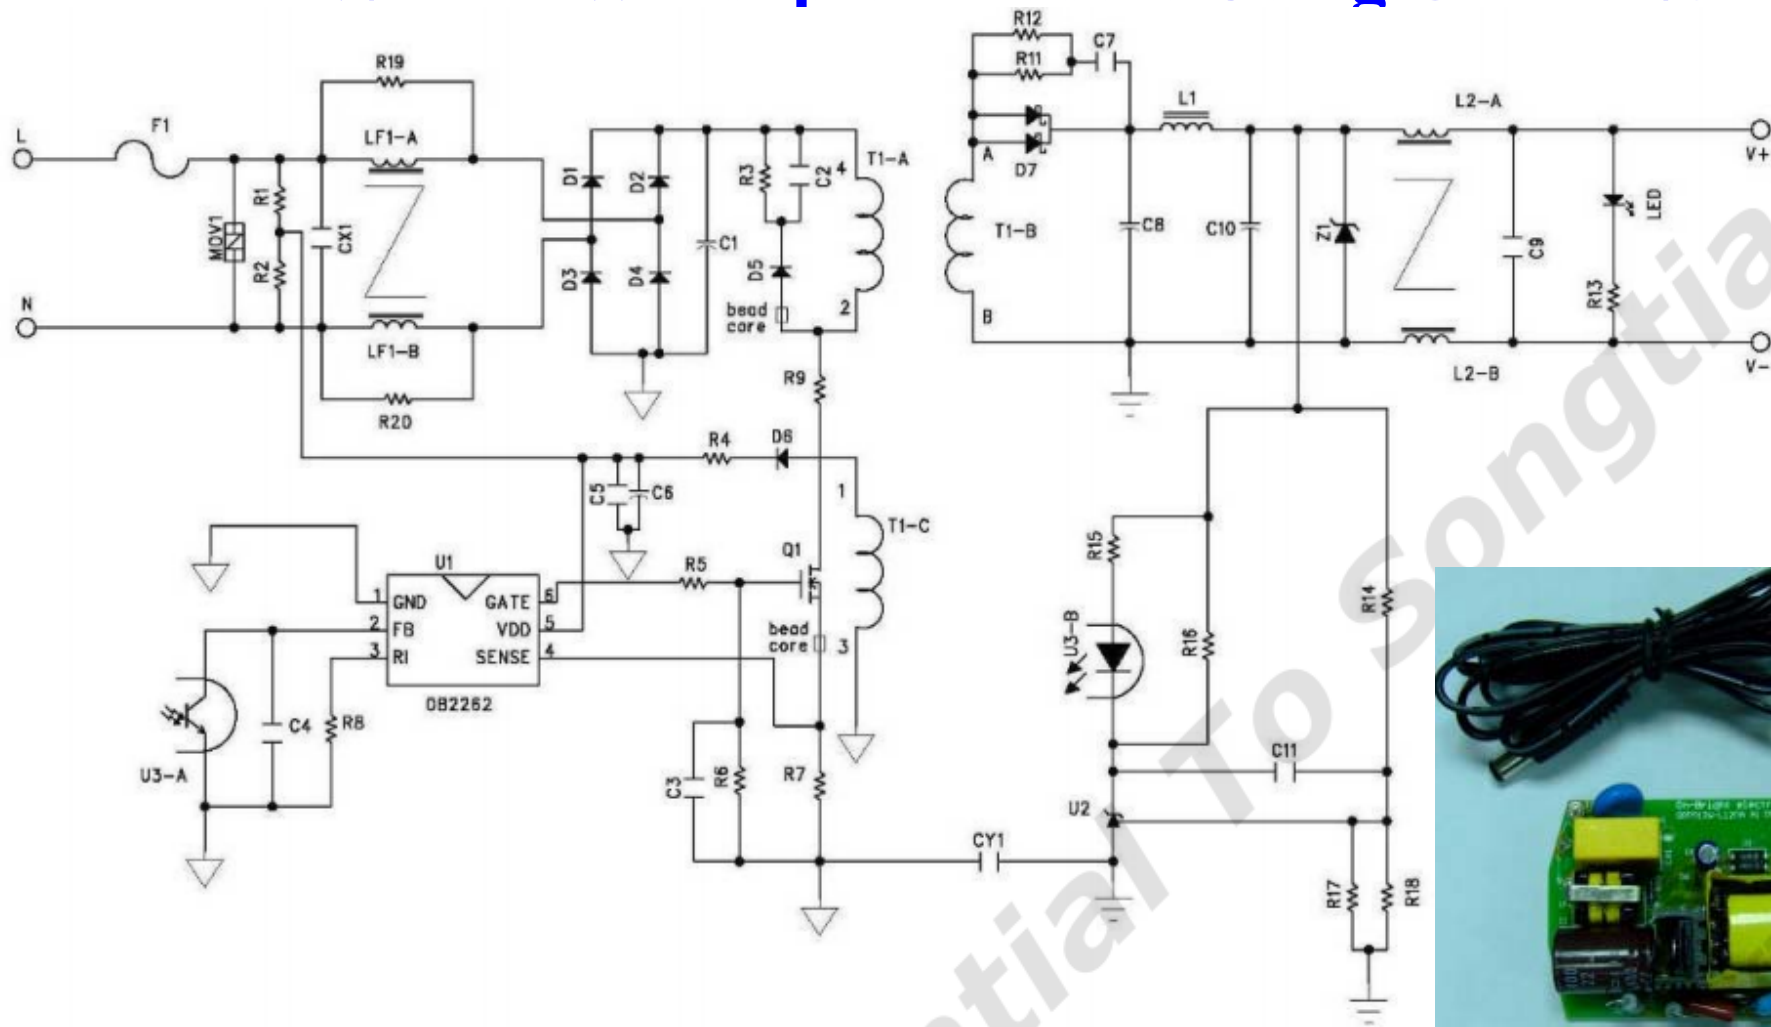 R12
C7
R11
R19
L1
L2-A
F1
L
LF1-A
V+
A
D7
T1-A
D1
D2
R3
C2
4
R1
LED
MOV1
CX1
T1-B
C8
C10
Z1
C9
R2
C1
D3
D4
D5
R13
N
bead
core
2
B
LF1-B
V-
L2-B
R9
R20
R4
D6
C5
C6
1
T1-C
Q1
R15
U1
R5
R14
1
GND
GATE
6
2
FB
VDD
5
bead
core
3
U3-B
R16
3
RI
SENSE
4
OB2262
C4
R8
C11
U3-A
C3
R6
R7
U2
CY1
R17
R18
tial To Songtia